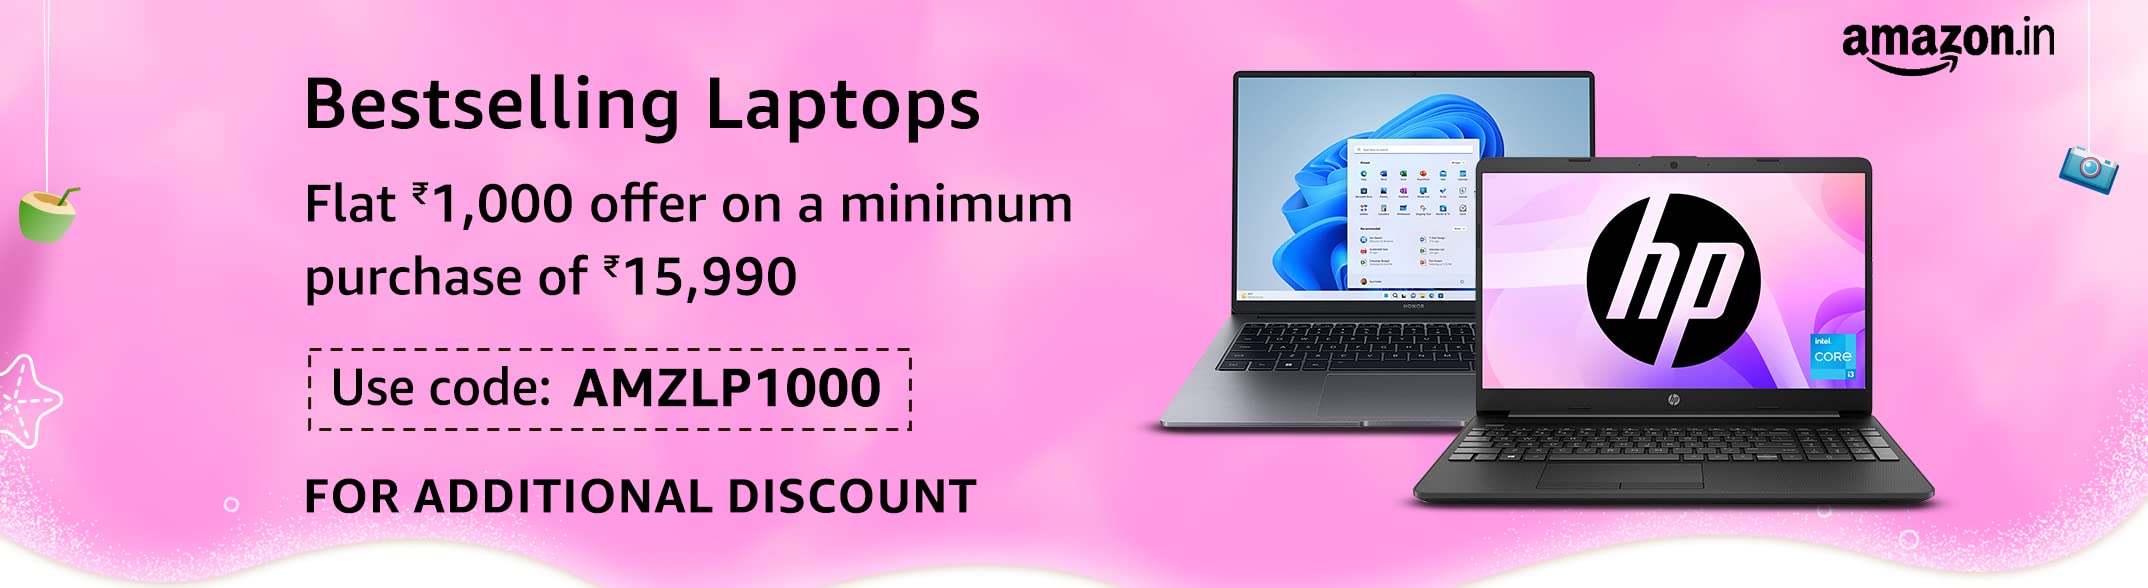 amazon.in
Bestselling Laptops
Flat ₹1,000 offer on a minimum
purchase of ₹15,990
Use code: AMZLP1000
FOR ADDITIONAL DISCOUNT
HONOR
hp
intel
CORE
i3
hp